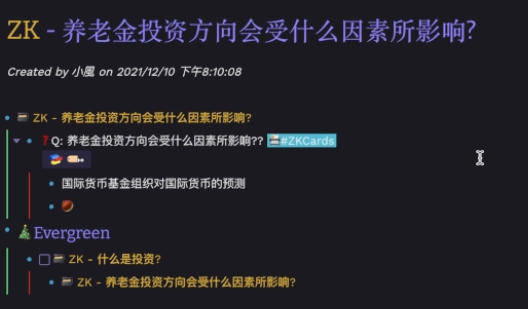 ZK - 养老金投资方向会受什么因素所影响?
Created by 小風 on 2021/12/10 下午8:10:08
ZK - 养老金投资方向会受什么因素所影响?
Q: 养老金投资方向会受什么因素所影响?? #ZKCards
国际货币基金组织对国际货币的预测
Evergreen
ZK - 什么是投资?
ZK - 养老金投资方向会受什么因素所影响?